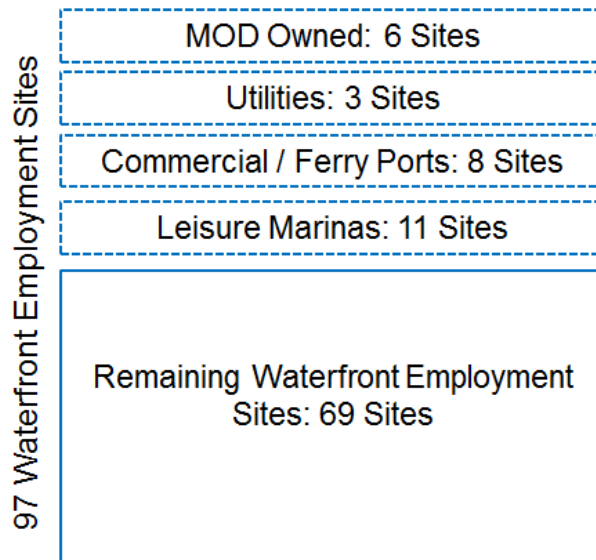 97 Waterfront Employment Sites
MOD Owned: 6 Sites
Utilities: 3 Sites
Commercial / Ferry Ports: 8 Sites
Leisure Marinas: 11 Sites
Remaining Waterfront Employment
Sites: 69 Sites